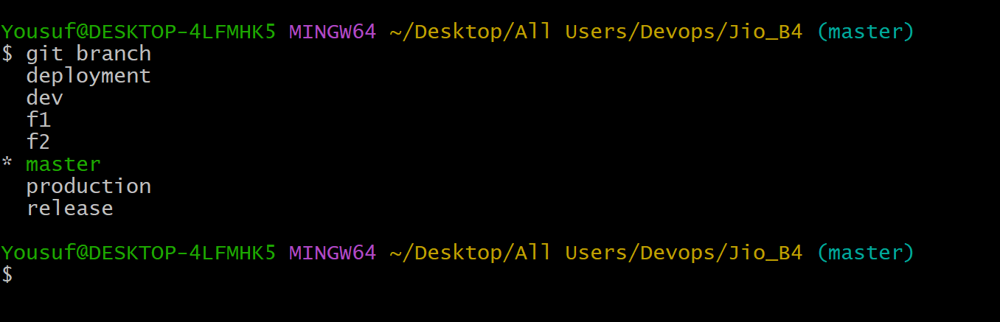 Yousuf@DESKTOP-4LFMHK5 MINGW64 ~/Desktop/All Users/Devops/Jio_B4 (master)
$ git branch
  deployment
  dev
  f1
  f2
* master
  production
  release
Yousuf@DESKTOP-4LFMHK5 MINGW64 ~/Desktop/All Users/Devops/Jio_B4 (master)
$